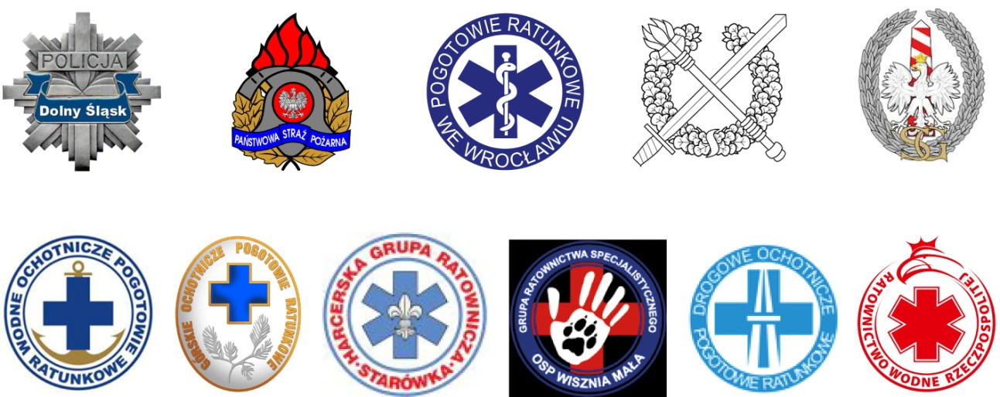 POLICJA
Dolny Śląsk
PAŃSTWOWA STRAŻ POŻARNA
POGOTOWIE RATUNKOWE
WE WROCŁAWIU
SG
WODNE OCHOTNICZE POGOTOWIE
RATUNKOWE
GÓRSKIE OCHOTNICZE POGOTOWIE RATUNKOWE
HARCERSKA GRUPA RATOWNICZA
·STARÓWKA·
GRUPA RATOWNICTWA SPECJALISTYCZNEGO
OSP WISZNIA MAŁA
DROGOWE OCHOTNICZE
POGOTOWIE RATUNKOWE
RATOWNICTWO WODNE RZECZPOSPOLITEJ